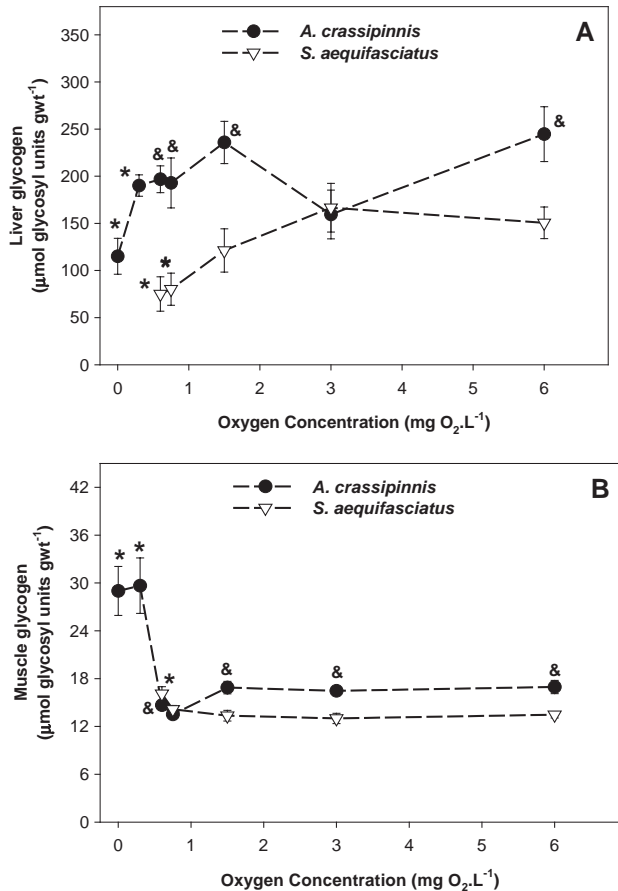 A
A. crassipinnis
S. aequifasciatus
Liver glycogen
(μmol glycosyl units gwt⁻¹)
350
300
250
200
150
100
50
0
& & & &
* * * *
0 1 2 3 4 5 6
Oxygen Concentration (mg O₂.L⁻¹)
B
A. crassipinnis
S. aequifasciatus
Muscle glycogen
(μmol glycosyl units gwt⁻¹)
42
36
30
24
18
12
6
0
* * *
& & & &
0 1 2 3 4 5 6
Oxygen Concentration (mg O₂.L⁻¹)